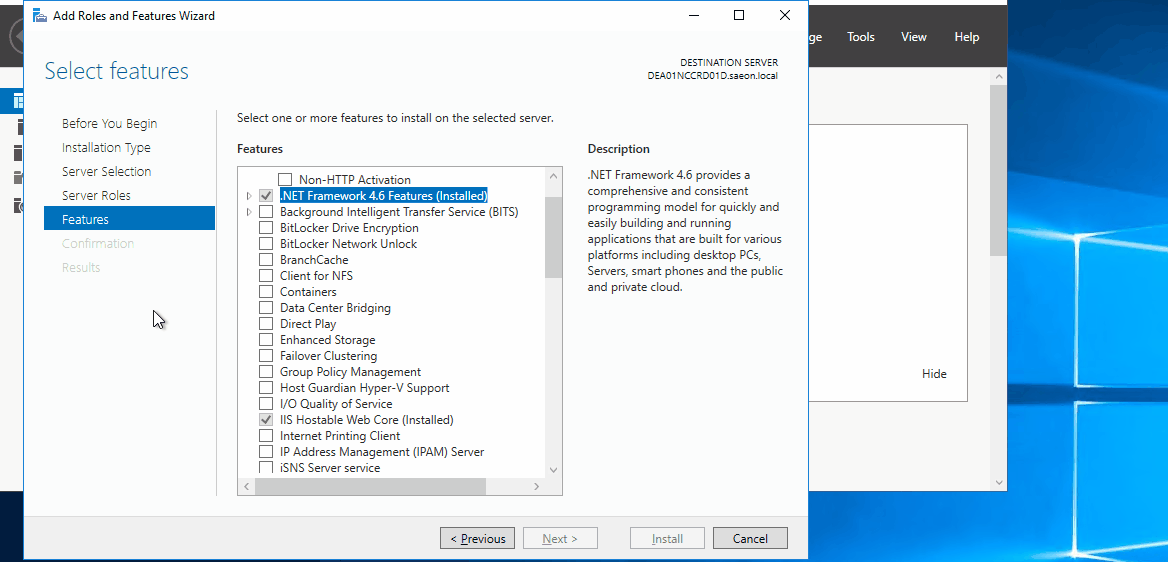 Add Roles and Features Wizard
ge Tools View Help
Select features
DESTINATION SERVER
DEA01NCCRD01D.saeon.local
Before You Begin
Installation Type
Server Selection
Server Roles
Features
Confirmation
Results
Select one or more features to install on the selected server.
Features
Non-HTTP Activation
.NET Framework 4.6 Features (Installed)
Background Intelligent Transfer Service (BITS)
BitLocker Drive Encryption
BitLocker Network Unlock
BranchCache
Client for NFS
Containers
Data Center Bridging
Direct Play
Enhanced Storage
Failover Clustering
Group Policy Management
Host Guardian Hyper-V Support
I/O Quality of Service
IIS Hostable Web Core (Installed)
Internet Printing Client
IP Address Management (IPAM) Server
iSNS Server service
Description
.NET Framework 4.6 provides a
comprehensive and consistent
programming model for quickly and
easily building and running
applications that are built for various
platforms including desktop PCs,
Servers, smart phones and the public
and private cloud.
Hide
< Previous
Next >
Install
Cancel